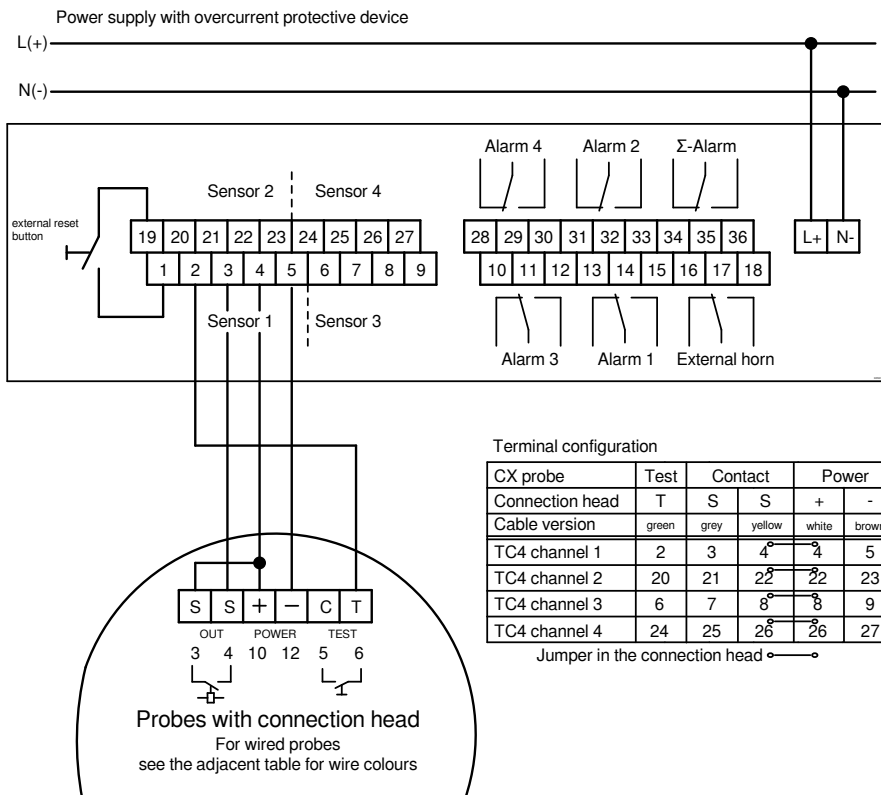 Power supply with overcurrent protective device
L(+)
N(-)
Alarm 4 Alarm 2 Σ-Alarm
Sensor 2 Sensor 4
external reset
button
19 20 21 22 23 24 25 26 27
28 29 30 31 32 33 34 35 36
L+ N-
1 2 3 4 5 6 7 8 9
10 11 12 13 14 15 16 17 18
Sensor 1 Sensor 3
Alarm 3 Alarm 1 External horn
Terminal configuration
CX probe Test Contact Power
Connection head T S S + -
Cable version green grey yellow white brown
TC4 channel 1 2 3 4 4 5
TC4 channel 2 20 21 22 22 23
TC4 channel 3 6 7 8 8 9
TC4 channel 4 24 25 26 26 27
Jumper in the connection head
S S + − C T
OUT POWER TEST
3 4 10 12 5 6
Probes with connection head
For wired probes
see the adjacent table for wire colours